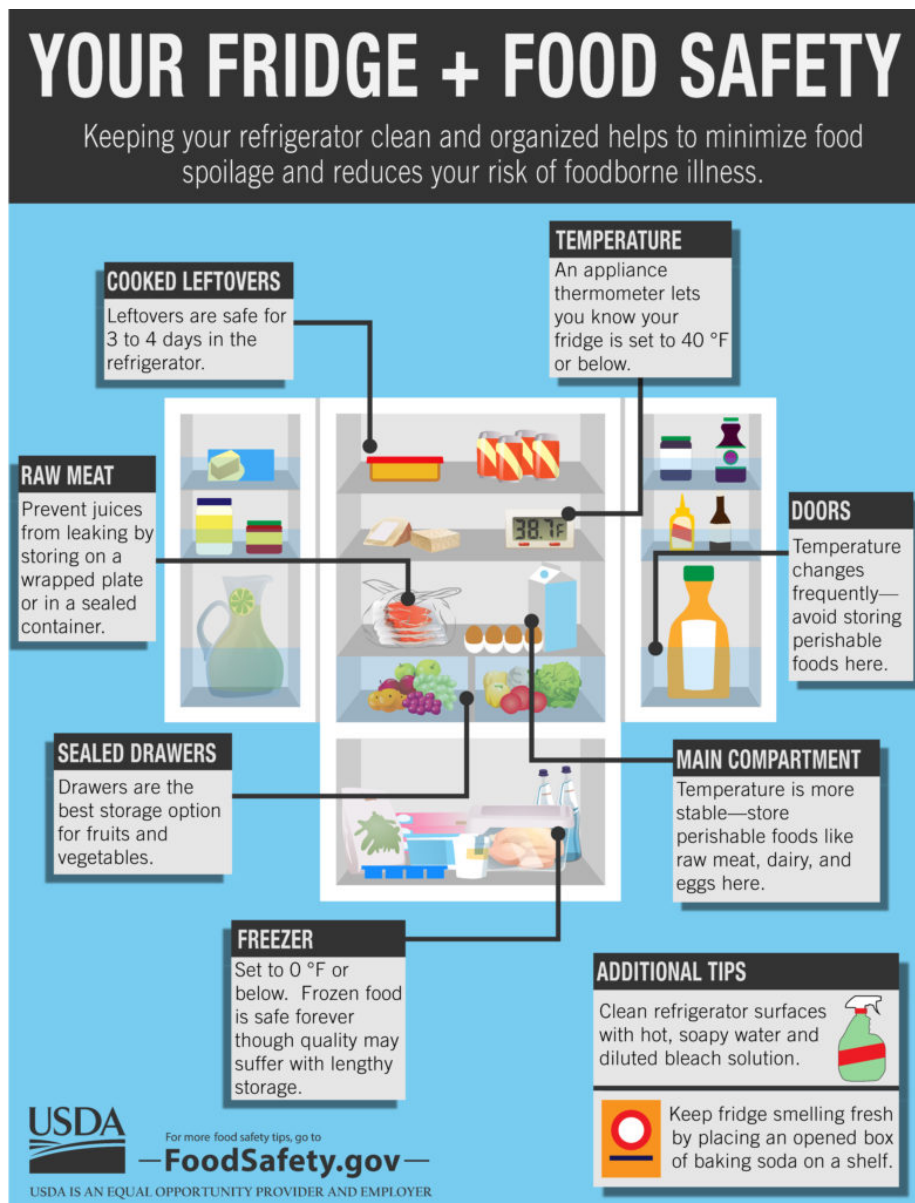 YOUR FRIDGE + FOOD SAFETY
Keeping your refrigerator clean and organized helps to minimize food
spoilage and reduces your risk of foodborne illness.
TEMPERATURE
An appliance
thermometer lets
you know your
fridge is set to 40 °F
or below.
COOKED LEFTOVERS
Leftovers are safe for
3 to 4 days in the
refrigerator.
RAW MEAT
Prevent juices
from leaking by
storing on a
wrapped plate
or in a sealed
container.
38.7F
DOORS
Temperature
changes
frequently—
avoid storing
perishable
foods here.
SEALED DRAWERS
Drawers are the
best storage option
for fruits and
vegetables.
MAIN COMPARTMENT
Temperature is more
stable—store
perishable foods like
raw meat, dairy, and
eggs here.
FREEZER
Set to 0 °F or
below. Frozen food
is safe forever
though quality may
suffer with lengthy
storage.
ADDITIONAL TIPS
Clean refrigerator surfaces
with hot, soapy water and
diluted bleach solution.
Keep fridge smelling fresh
by placing an opened box
of baking soda on a shelf.
USDA
For more food safety tips, go to
FoodSafety.gov
USDA IS AN EQUAL OPPORTUNITY PROVIDER AND EMPLOYER